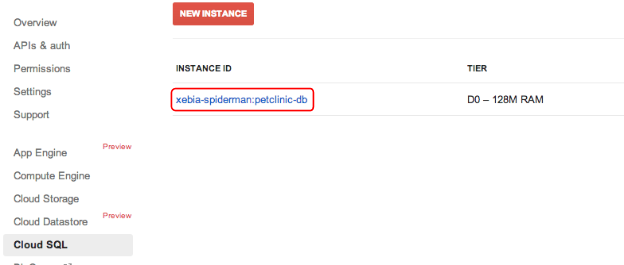 NEW INSTANCE
Overview
APIs & auth
Permissions
Settings
Support
INSTANCE ID
TIER
xebia-spiderman:petclinic-db
D0 – 128M RAM
App Engine Preview
Compute Engine
Cloud Storage
Cloud Datastore Preview
Cloud SQL